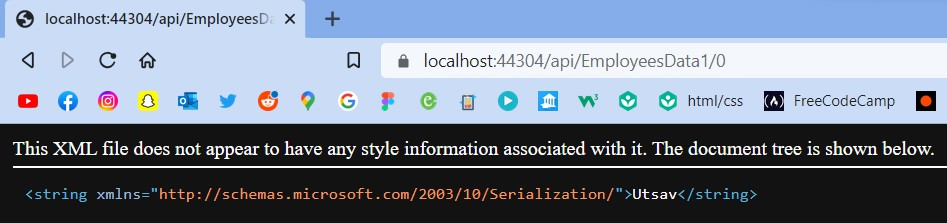 localhost:44304/api/EmployeesDa
localhost:44304/api/EmployeesData1/0
html/css
FreeCodeCamp
This XML file does not appear to have any style information associated with it. The document tree is shown below.
<string xmlns="http://schemas.microsoft.com/2003/10/Serialization/">Utsav</string>